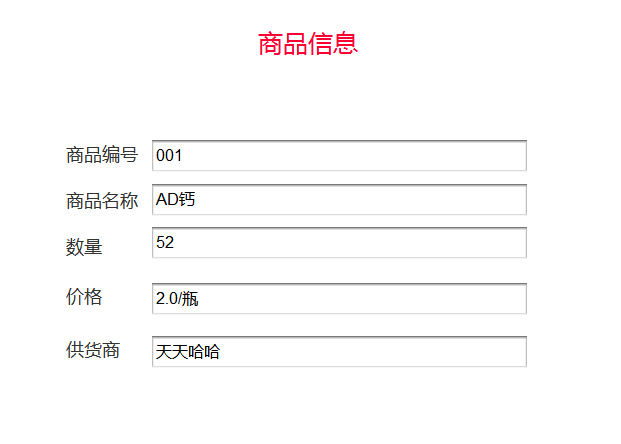 商品信息
商品编号 001
商品名称 AD钙
数量 52
价格 2.0/瓶
供货商 天天哈哈